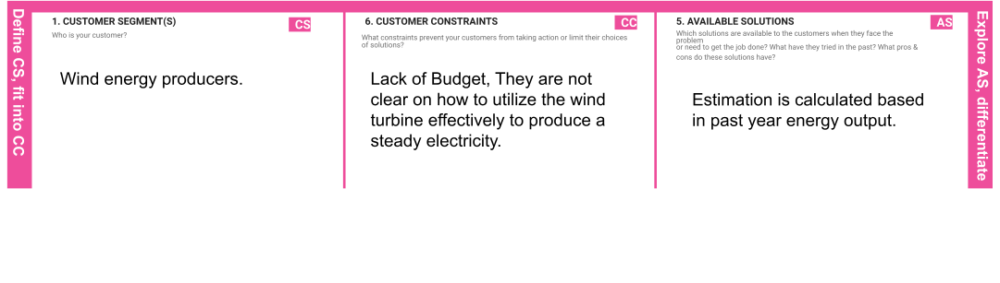 Define CS, fit into CC
1. CUSTOMER SEGMENT(S)
CS
Who is your customer?
Wind energy producers.
6. CUSTOMER CONSTRAINTS
CC
What constraints prevent your customers from taking action or limit their choices
of solutions?
Lack of Budget, They are not
clear on how to utilize the wind
turbine effectively to produce a
steady electricity.
5. AVAILABLE SOLUTIONS
AS
Which solutions are available to the customers when they face the
problem
or need to get the job done? What have they tried in the past? What pros &
cons do these solutions have?
Estimation is calculated based
in past year energy output.
Explore AS, differentiate